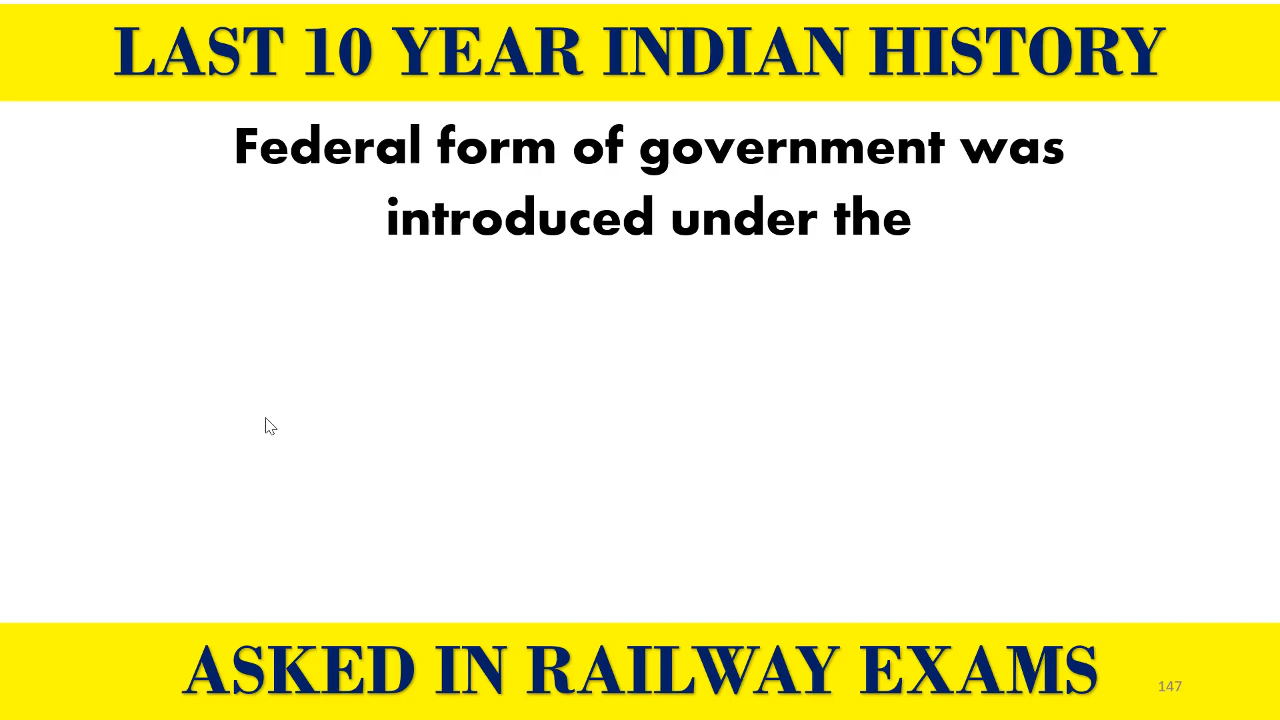 LAST 10 YEAR INDIAN HISTORY
Federal form of government was
introduced under the
ASKED IN RAILWAY EXAMS
147